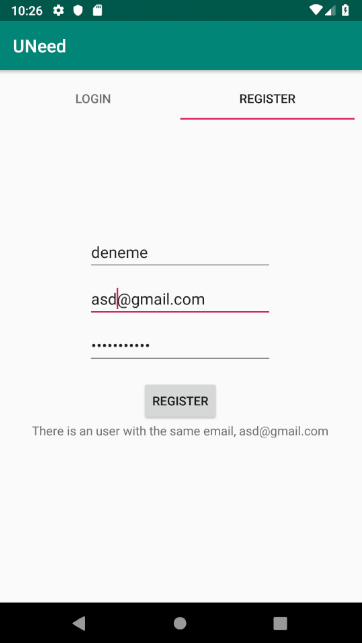 10:26
UNeed
LOGIN REGISTER
deneme
asd@gmail.com
•••••••••••
REGISTER
There is an user with the same email, asd@gmail.com